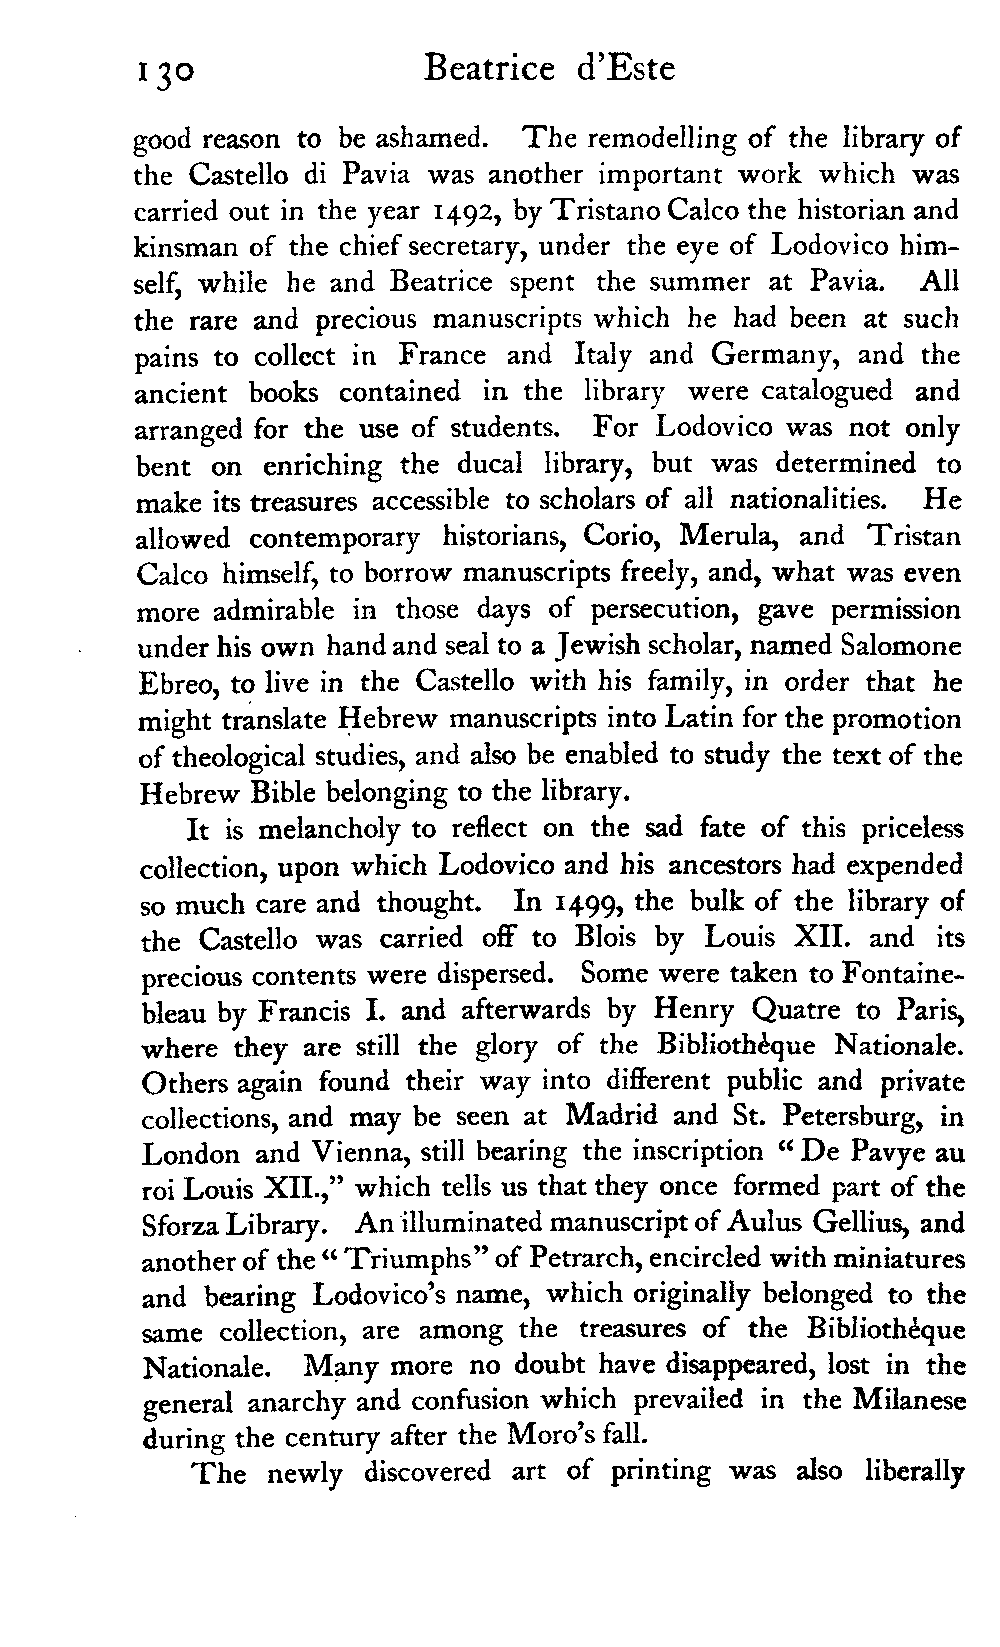 130 Beatrice d'Este
good reason to be ashamed. The remodelling of the library of
the Castello di Pavia was another important work which was
carried out in the year 1492, by Tristano Calco the historian and
kinsman of the chief secretary, under the eye of Lodovico him-
self, while he and Beatrice spent the summer at Pavia. All
the rare and precious manuscripts which he had been at such
pains to collect in France and Italy and Germany, and the
ancient books contained in the library were catalogued and
arranged for the use of students. For Lodovico was not only
bent on enriching the ducal library, but was determined to
make its treasures accessible to scholars of all nationalities. He
allowed contemporary historians, Corio, Merula, and Tristan
Calco himself, to borrow manuscripts freely, and, what was even
more admirable in those days of persecution, gave permission
under his own hand and seal to a Jewish scholar, named Salomone
Ebreo, to live in the Castello with his family, in order that he
might translate Hebrew manuscripts into Latin for the promotion
of theological studies, and also be enabled to study the text of the
Hebrew Bible belonging to the library.
It is melancholy to reflect on the sad fate of this priceless
collection, upon which Lodovico and his ancestors had expended
so much care and thought. In 1499, the bulk of the library of
the Castello was carried off to Blois by Louis XII. and its
precious contents were dispersed. Some were taken to Fontaine-
bleau by Francis I. and afterwards by Henry Quatre to Paris,
where they are still the glory of the Bibliothèque Nationale.
Others again found their way into different public and private
collections, and may be seen at Madrid and St. Petersburg, in
London and Vienna, still bearing the inscription “ De Pavye au
roi Louis XII.,” which tells us that they once formed part of the
Sforza Library. An illuminated manuscript of Aulus Gellius, and
another of the “ Triumphs” of Petrarch, encircled with miniatures
and bearing Lodovico's name, which originally belonged to the
same collection, are among the treasures of the Bibliothèque
Nationale. Many more no doubt have disappeared, lost in the
general anarchy and confusion which prevailed in the Milanese
during the century after the Moro's fall.
The newly discovered art of printing was also liberally